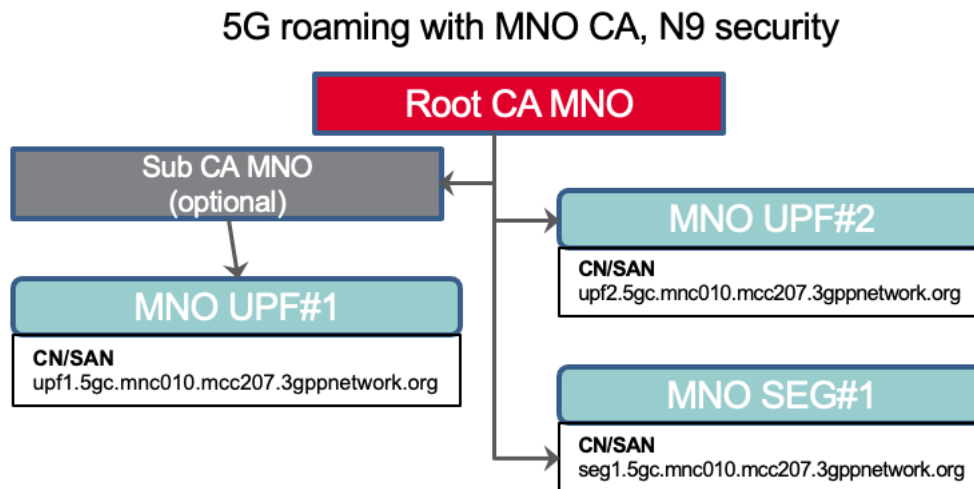 5G roaming with MNO CA, N9 security
Root CA MNO
Sub CA MNO
(optional)
MNO UPF#1
CN/SAN
upf1.5gc.mnc010.mcc207.3gppnetwork.org
MNO UPF#2
CN/SAN
upf2.5gc.mnc010.mcc207.3gppnetwork.org
MNO SEG#1
CN/SAN
seg1.5gc.mnc010.mcc207.3gppnetwork.org